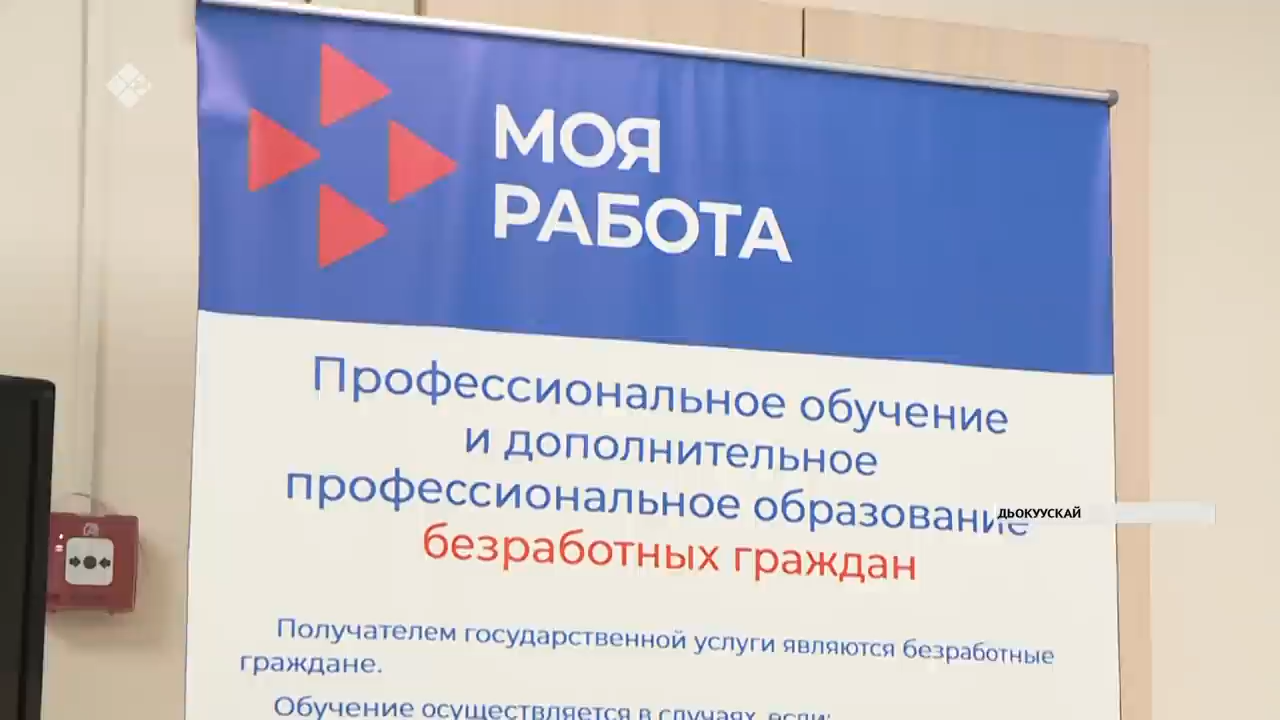 МОЯ
РАБОТА
Профессиональное обучение
и дополнительное
профессиональное образование
ДЬОКУУСКАЙ
безработных граждан
Получателем государственной услуги являются безработные
граждане.
Обучение осуществляется в случаях, если: